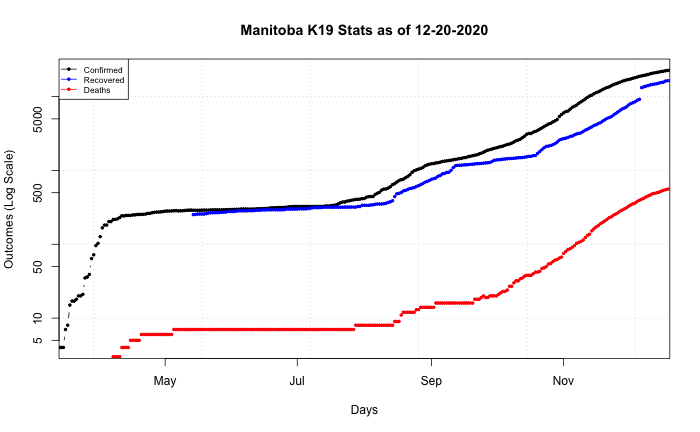 Manitoba K19 Stats as of 12-20-2020
Confirmed
Recovered
Deaths
Outcomes (Log Scale)
5000
500
50
10
5
May Jul Sep Nov
Days